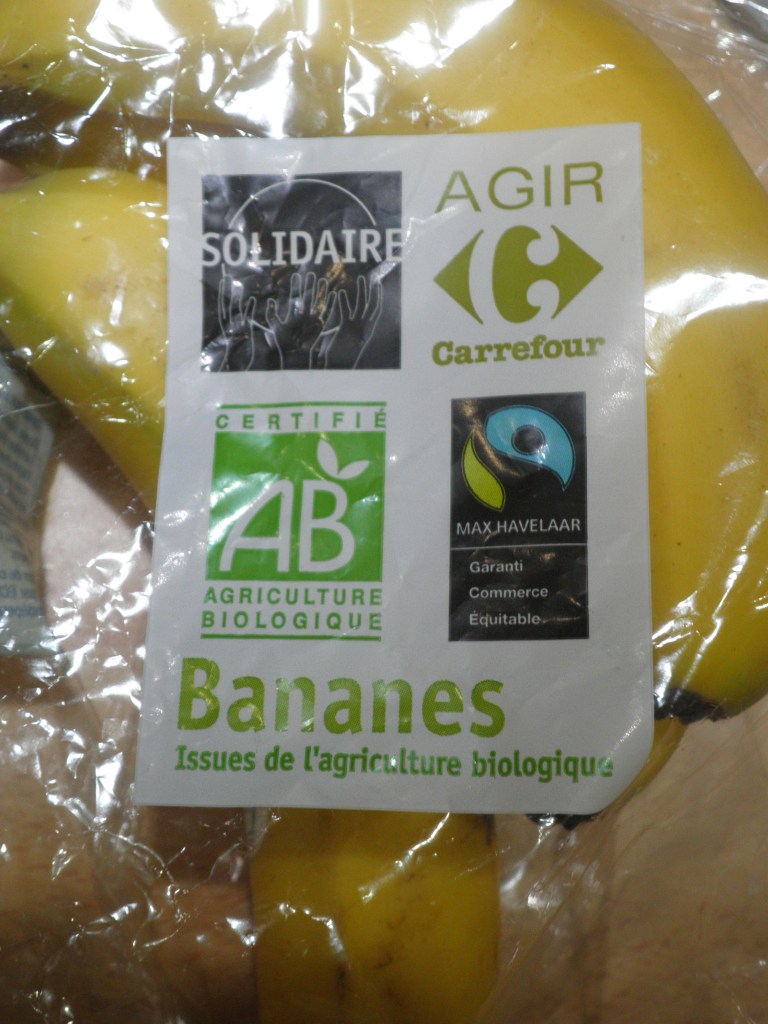 SOLIDAIRE
AGIR
Carrefour
CERTIFIÉ
AB
AGRICULTURE
BIOLOGIQUE
MAX HAVELAAR
Garanti
Commerce
Équitable
Bananes
Issues de l'agriculture biologique